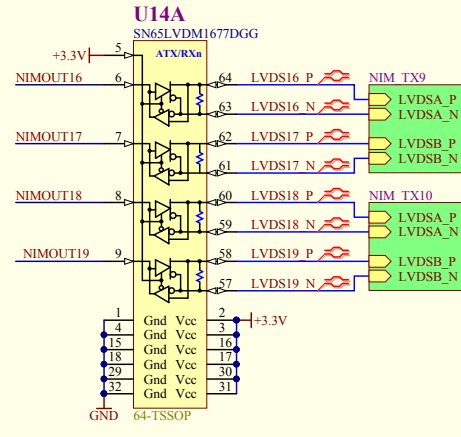 U14A
SN65LVDM1677DGG
+3.3V 5 ATX/RXn
NIMOUT16 6 64 LVDS16_P NIM_TX9
LVDSA_P
63 LVDS16_N LVDSA_N
NIMOUT17 7 62 LVDS17_P LVDSB_P
LVDSB_N
61 LVDS17_N
NIMOUT18 8 60 LVDS18_P NIM_TX10
LVDSA_P
59 LVDS18_N LVDSA_N
NIMOUT19 9 58 LVDS19_P LVDSB_P
LVDSB_N
57 LVDS19_N
1 Gnd Vcc 2 +3.3V
4 Gnd Vcc 3
15 Gnd Vcc 16
18 Gnd Vcc 17
29 Gnd Vcc 30
32 Gnd Vcc 31
GND 64-TSSOP